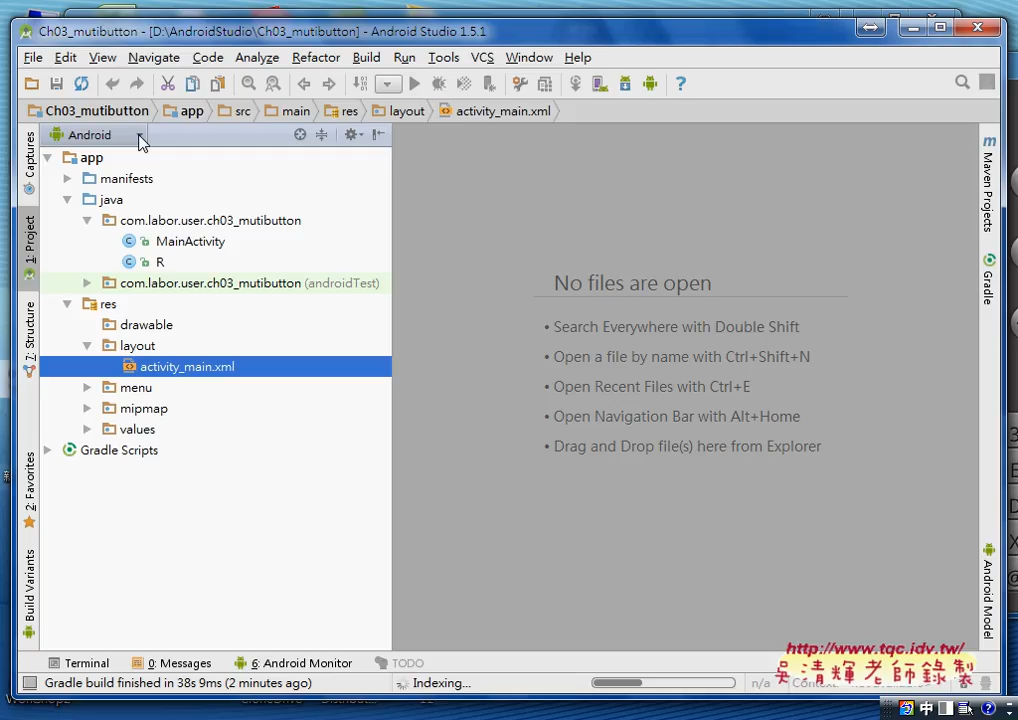 Ch03_mutibutton - [D:\AndroidStudio\Ch03_mutibutton] - Android Studio 1.5.1
File Edit View Navigate Code Analyze Refactor Build Run Tools VCS Window Help
Ch03_mutibutton app src main res layout activity_main.xml
Android
app
manifests
java
com.labor.user.ch03_mutibutton
MainActivity
R
com.labor.user.ch03_mutibutton (androidTest)
res
drawable
layout
activity_main.xml
menu
mipmap
values
Gradle Scripts
Captures
1: Project
7: Structure
2: Favorites
Build Variants
No files are open
• Search Everywhere with Double Shift
• Open a file by name with Ctrl+Shift+N
• Open Recent Files with Ctrl+E
• Open Navigation Bar with Alt+Home
• Drag and Drop file(s) here from Explorer
Maven Projects
Gradle
Android Model
Terminal 0: Messages 6: Android Monitor TODO
Gradle build finished in 38s 9ms (2 minutes ago) Indexing... n/a
http://www.tqc.idv.tw/
吳清輝老師錄製
中